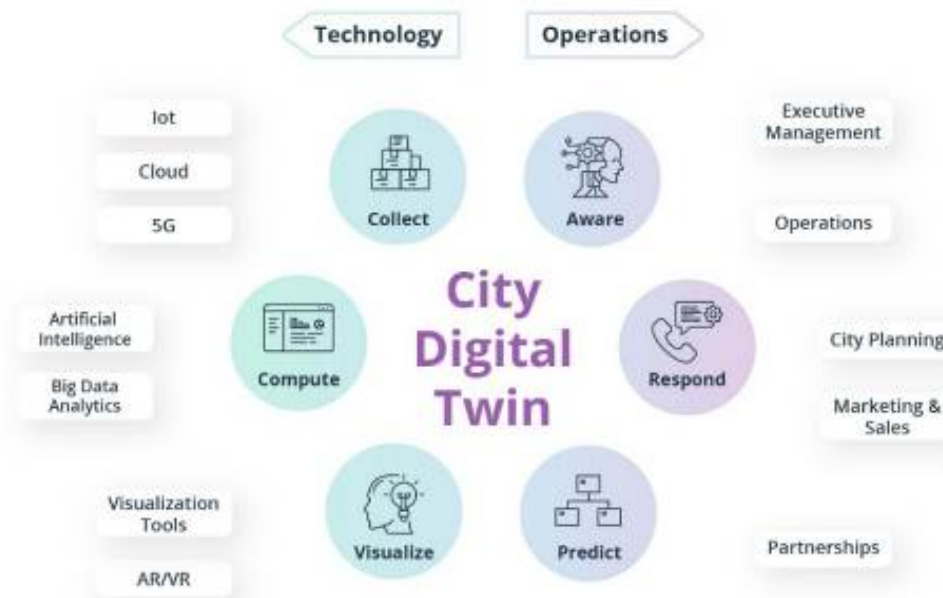 Technology
Operations
Iot
Cloud
5G
Collect
Aware
Executive
Management
Operations
Artificial
Intelligence
Big Data
Analytics
Compute
City
Digital
Twin
Respond
City Planning
Marketing &
Sales
Visualization
Tools
AR/VR
Visualize
Predict
Partnerships